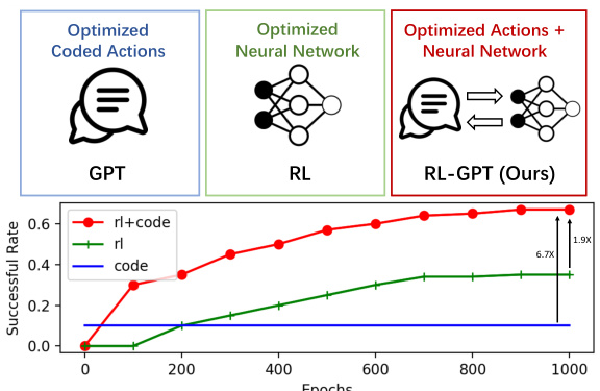 Optimized
Coded Actions
GPT
Optimized
Neural Network
RL
Optimized Actions +
Neural Network
RL-GPT (Ours)
Successful Rate
0.6
0.4
0.2
0.0
rl+code
rl
code
6.7X
1.9X
0
200
400
600
800
1000
Epochs